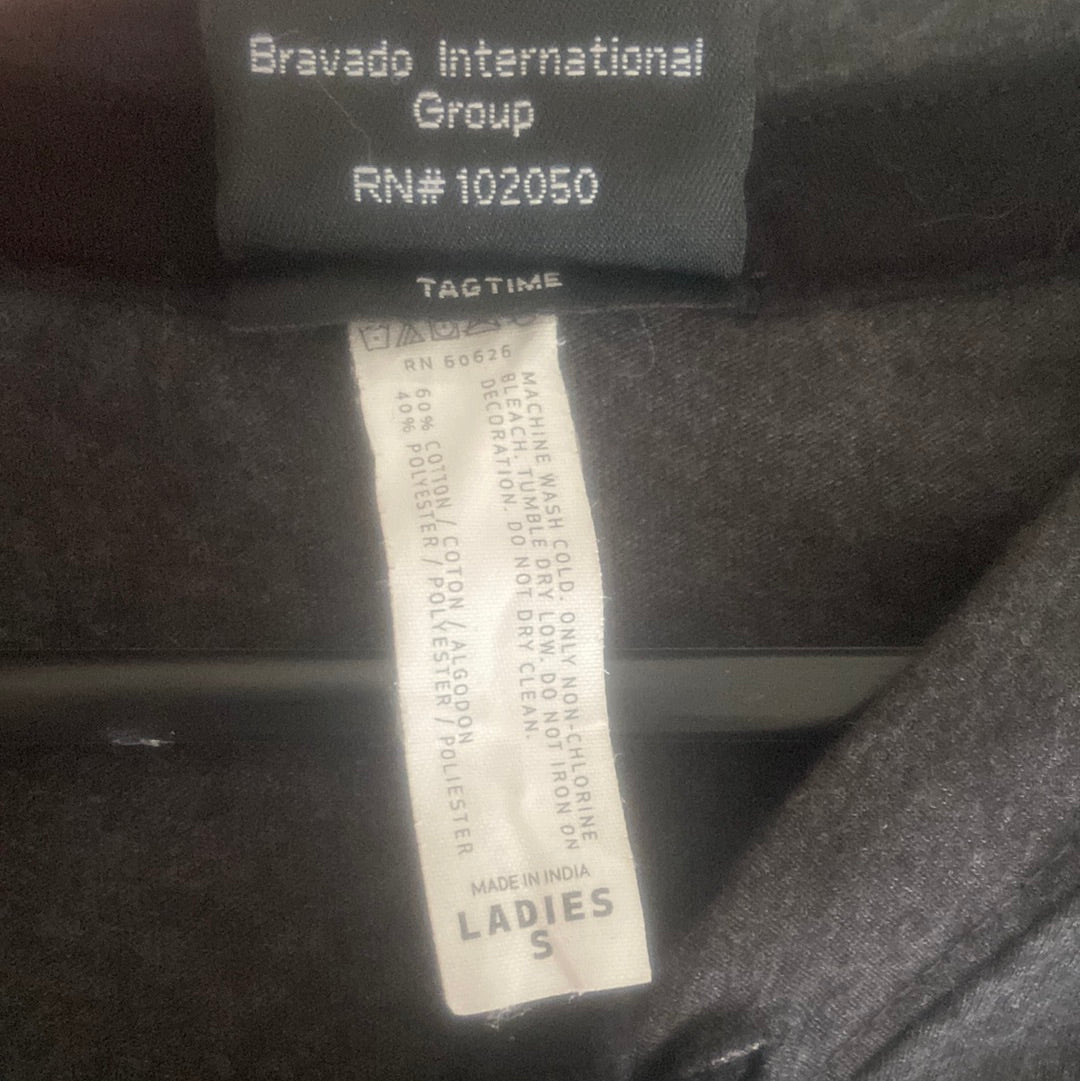 Bravado International
Group
RN# 102050
TAGTIME
RN 60626
MACHINE WASH COLD. ONLY NON-CHLORINE
BLEACH. TUMBLE DRY LOW. DO NOT IRON ON
DECORATION. DO NOT DRY CLEAN.
60% COTTON / COTON / ALGODON
40% POLYESTER / POLYESTER / POLIESTER
MADE IN INDIA
LADIES
S